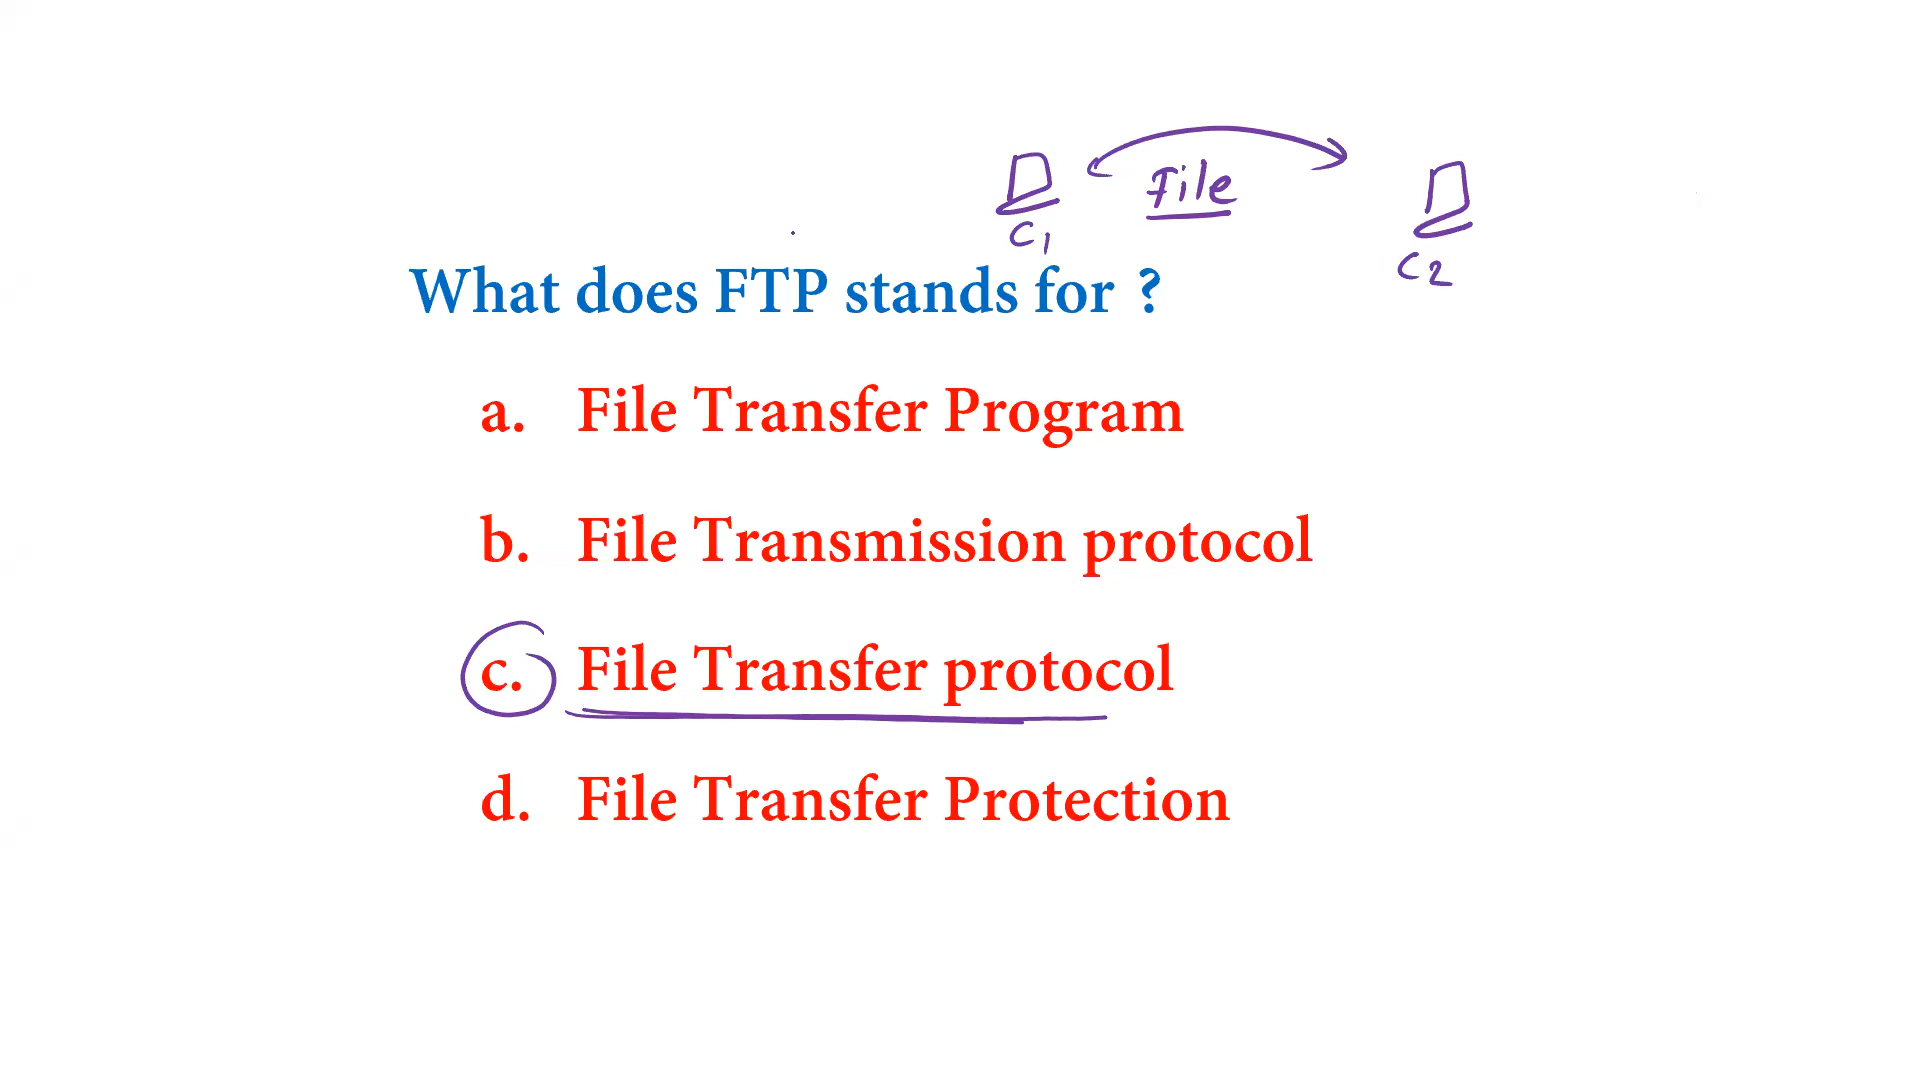 File
C1
C2
What does FTP stands for ?
a. File Transfer Program
b. File Transmission protocol
c. File Transfer protocol
d. File Transfer Protection